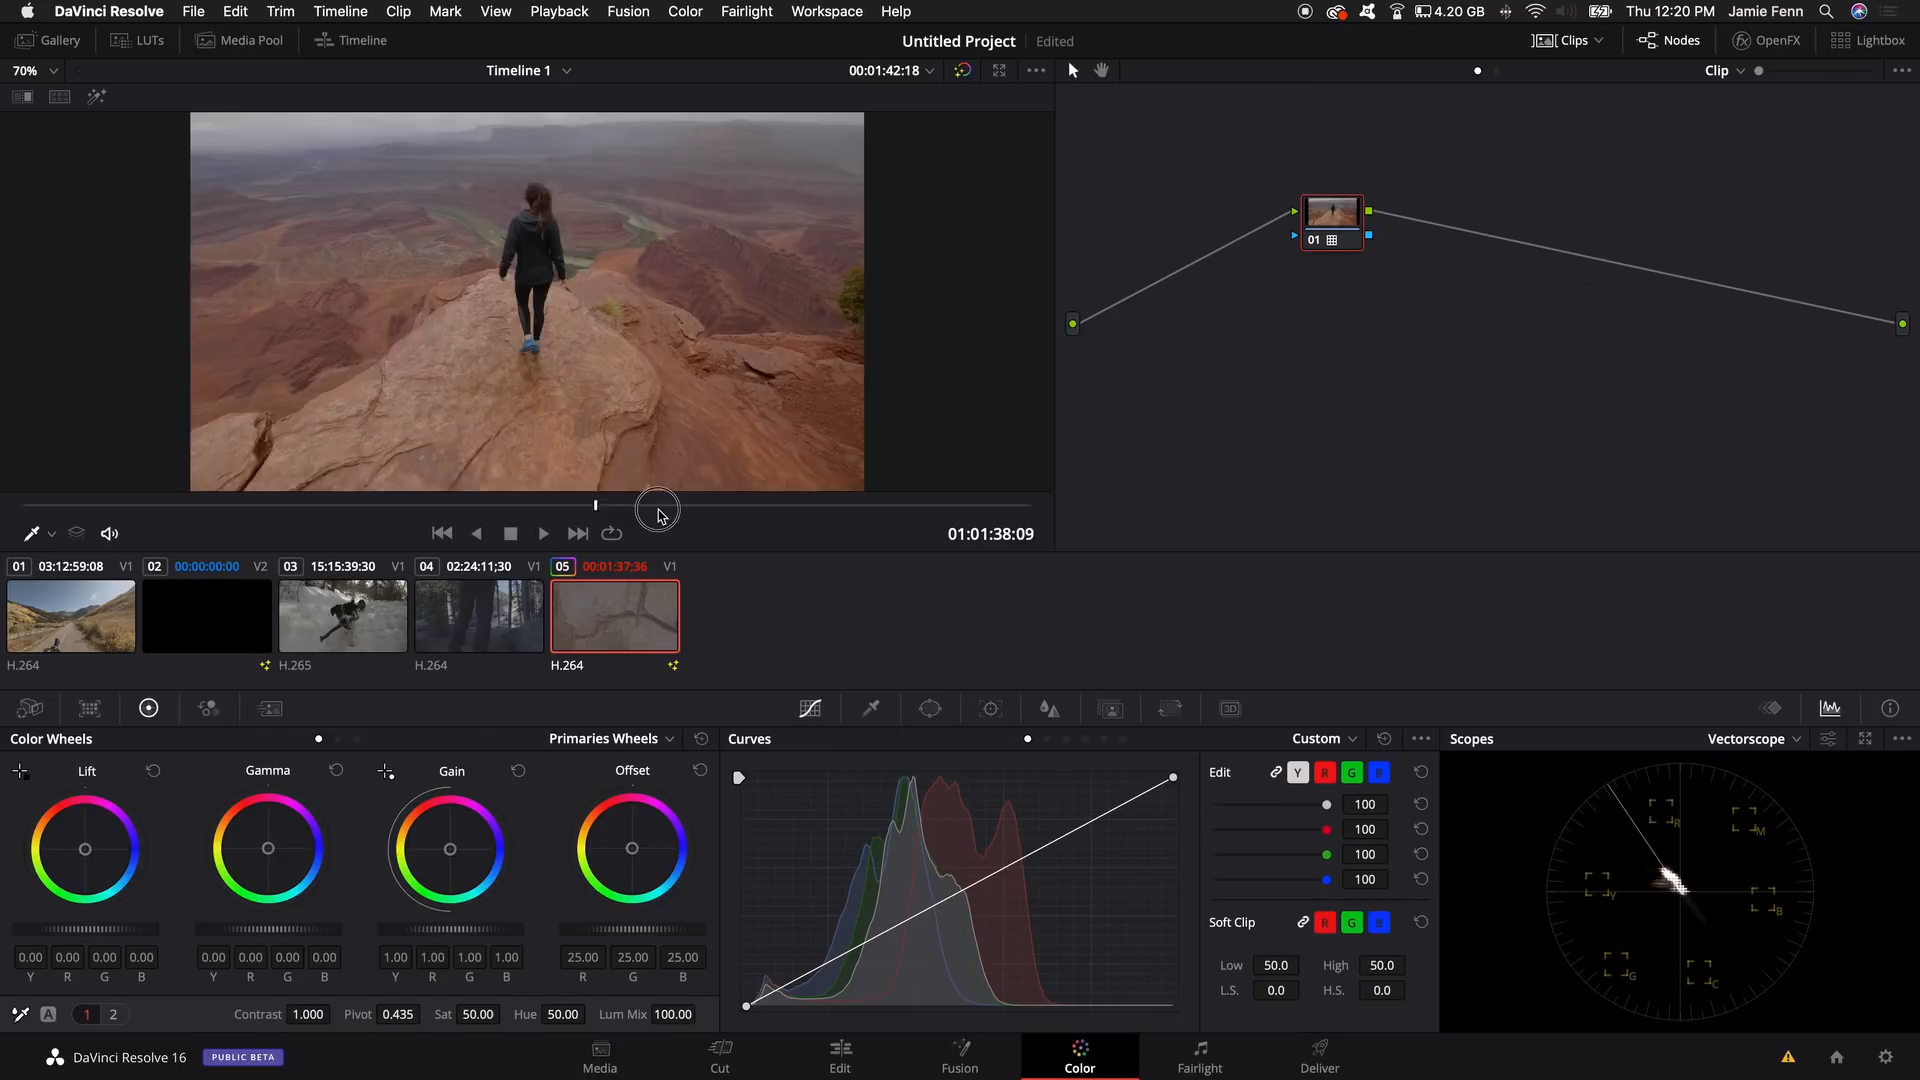 DaVinci Resolve File Edit Trim Timeline Clip Mark View Playback Fusion Color Fairlight Workspace Help 4.20 GB Thu 12:20 PM Jamie Fenn
Gallery LUTs Media Pool Timeline Untitled Project Edited Clips Nodes OpenFX Lightbox
70% Timeline 1 00:01:42:18 Clip
01
01:01:38:09
01 03:12:59:08 V1 02 00:00:00:00 V2 03 15:15:39:30 V1 04 02:24:11;30 V1 05 00:01:37;36 V1
H.264 H.265 H.264 H.264
3D
Color Wheels Primaries Wheels Curves Custom Scopes Vectorscope
Lift Gamma Gain Offset Edit Y R G B
100
100
100
100
R M Y B G C
Soft Clip R G B
0.00 0.00 0.00 0.00 0.00 0.00 0.00 0.00 1.00 1.00 1.00 1.00 25.00 25.00 25.00 Low 50.0 High 50.0
Y R G B Y R G B Y R G B R G B L.S. 0.0 H.S. 0.0
A 1 2 Contrast 1.000 Pivot 0.435 Sat 50.00 Hue 50.00 Lum Mix 100.00
DaVinci Resolve 16 PUBLIC BETA Media Cut Edit Fusion Color Fairlight Deliver